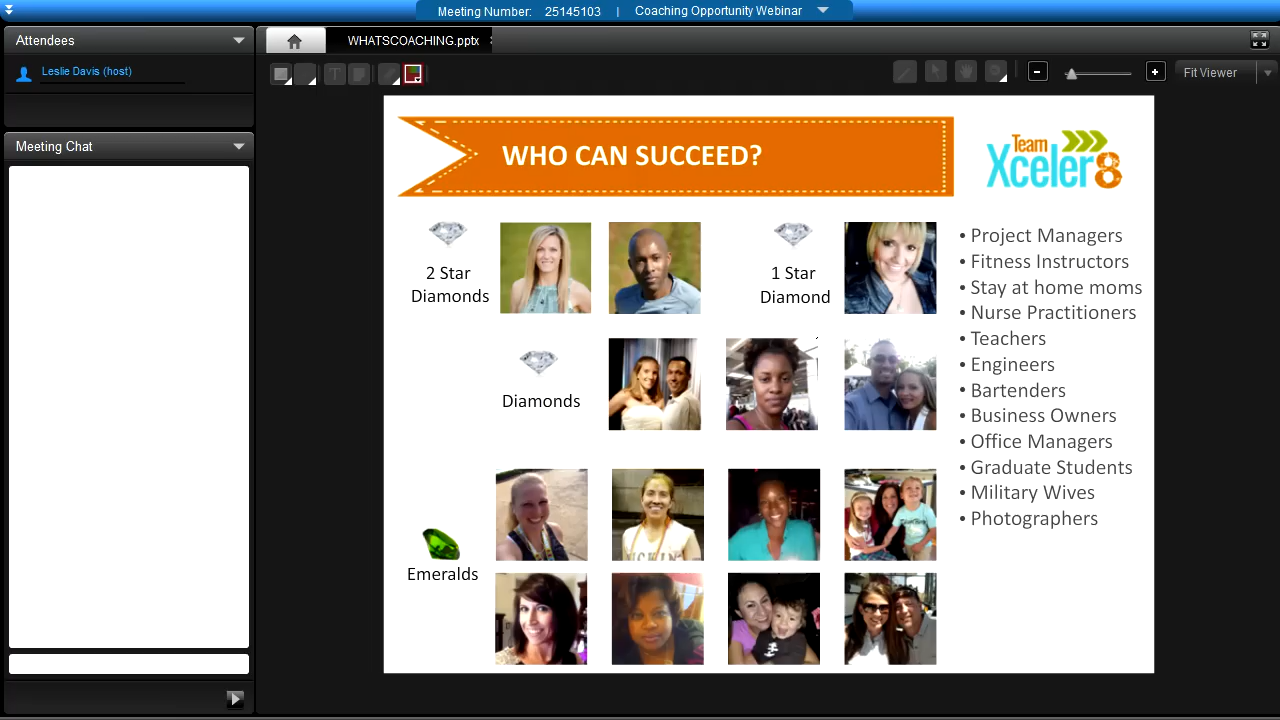 Meeting Number: 25145103 | Coaching Opportunity Webinar
Attendees
Leslie Davis (host)
Meeting Chat
WHATSCOACHING.pptx
T
Fit Viewer
WHO CAN SUCCEED?
Team
Xceler8
2 Star
Diamonds
1 Star
Diamond
Diamonds
Emeralds
• Project Managers
• Fitness Instructors
• Stay at home moms
• Nurse Practitioners
• Teachers
• Engineers
• Bartenders
• Business Owners
• Office Managers
• Graduate Students
• Military Wives
• Photographers